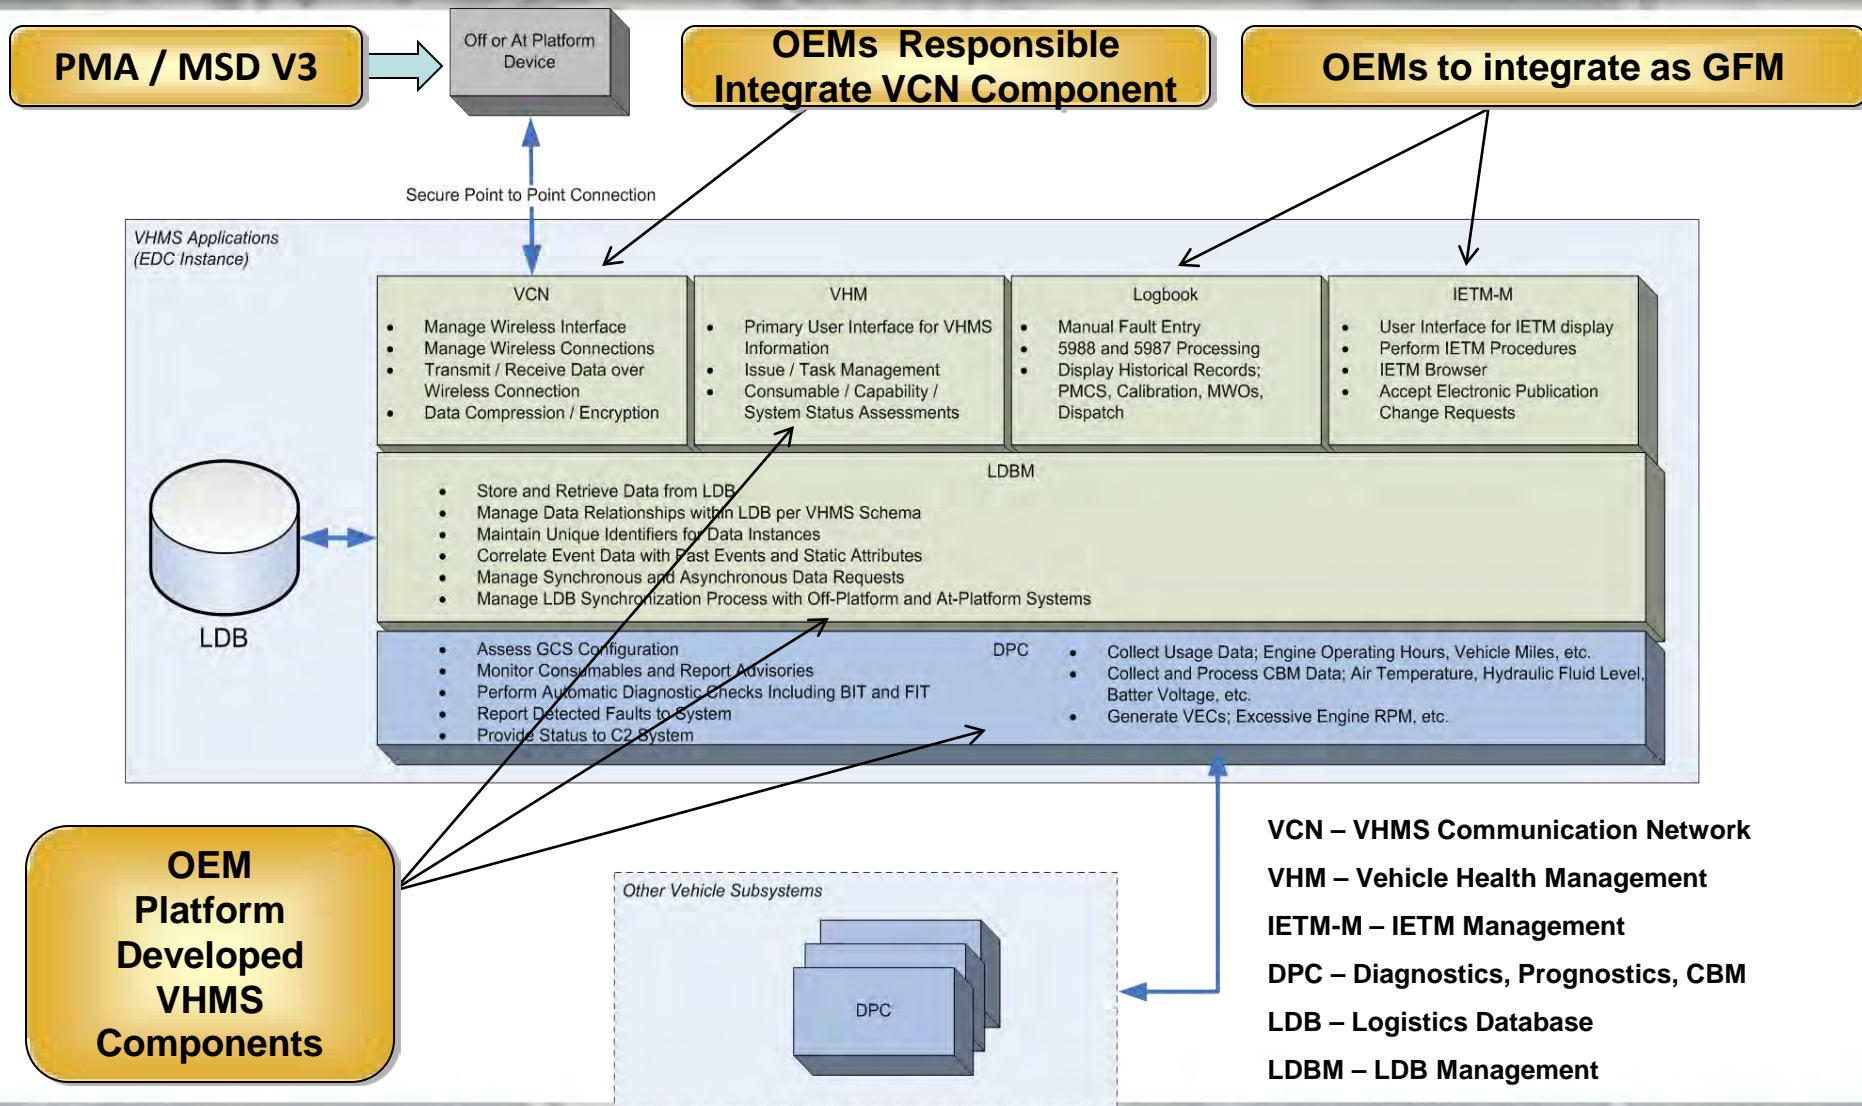 PMA / MSD V3
Off or At Platform
Device
OEMs Responsible
Integrate VCN Component
OEMs to integrate as GFM
Secure Point to Point Connection
VHMS Applications
(EDC Instance)
VCN
• Manage Wireless Interface
• Manage Wireless Connections
• Transmit / Receive Data over
Wireless Connection
• Data Compression / Encryption
VHM
• Primary User Interface for VHMS
Information
• Issue / Task Management
• Consumable / Capability /
System Status Assessments
Logbook
• Manual Fault Entry
• 5988 and 5987 Processing
• Display Historical Records;
PMCS, Calibration, MWOs,
Dispatch
IETM-M
• User Interface for IETM display
• Perform IETM Procedures
• IETM Browser
• Accept Electronic Publication
Change Requests
LDB
LDBM
• Store and Retrieve Data from LDB
• Manage Data Relationships within LDB per VHMS Schema
• Maintain Unique Identifiers for Data Instances
• Correlate Event Data with Past Events and Static Attributes
• Manage Synchronous and Asynchronous Data Requests
• Manage LDB Synchronization Process with Off-Platform and At-Platform Systems
DPC
• Assess GCS Configuration
• Monitor Consumables and Report Advisories
• Perform Automatic Diagnostic Checks Including BIT and FIT
• Report Detected Faults to System
• Provide Status to C2 System
• Collect Usage Data; Engine Operating Hours, Vehicle Miles, etc.
• Collect and Process CBM Data; Air Temperature, Hydraulic Fluid Level,
Batter Voltage, etc.
• Generate VECs; Excessive Engine RPM, etc.
OEM
Platform
Developed
VHMS
Components
Other Vehicle Subsystems
DPC
VCN – VHMS Communication Network
VHM – Vehicle Health Management
IETM-M – IETM Management
DPC – Diagnostics, Prognostics, CBM
LDB – Logistics Database
LDBM – LDB Management